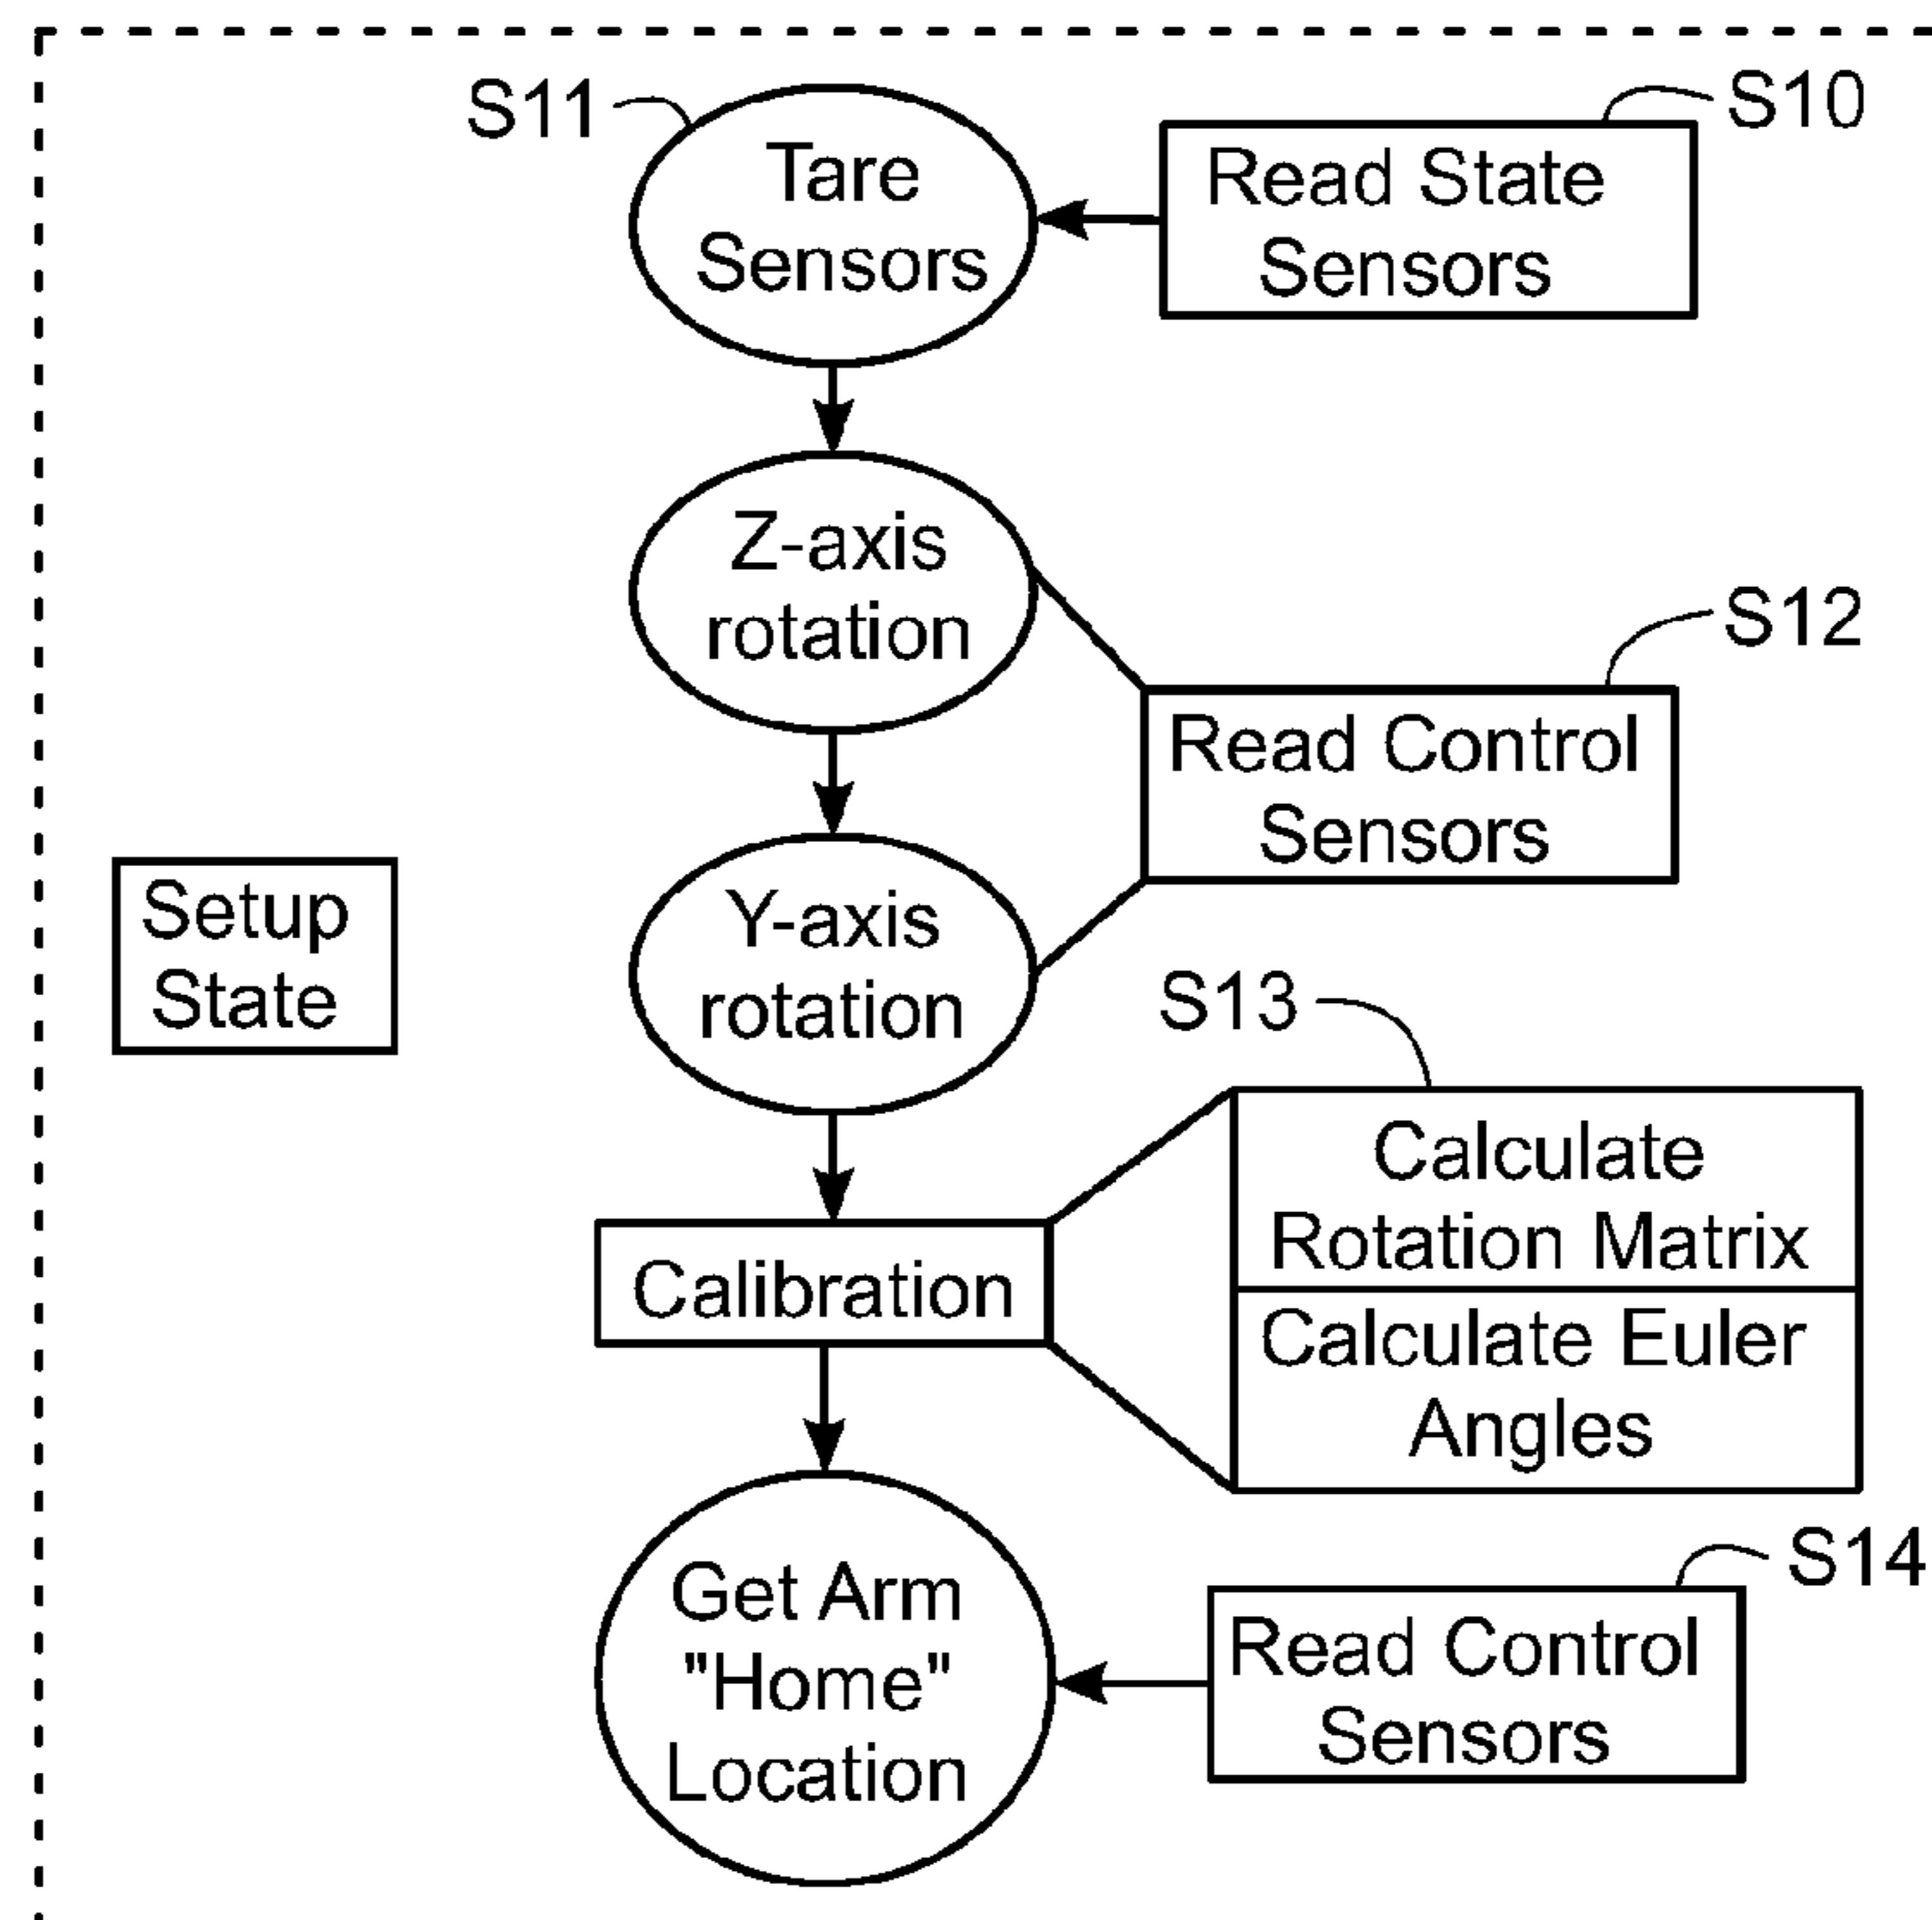 S11
S10
Tare
Sensors
Read State
Sensors
Z-axis
rotation
S12
Read Control
Sensors
Setup
State
Y-axis
rotation
S13
Calculate
Rotation Matrix
Calibration
Calculate Euler
Angles
S14
Get Arm
"Home"
Location
Read Control
Sensors